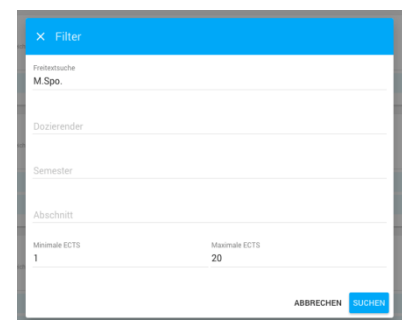 × Filter
Freitextsuche
M.Spo.
Dozierender
Semester
Abschnitt
Minimale ECTS Maximale ECTS
1 20
ABBRECHEN SUCHEN